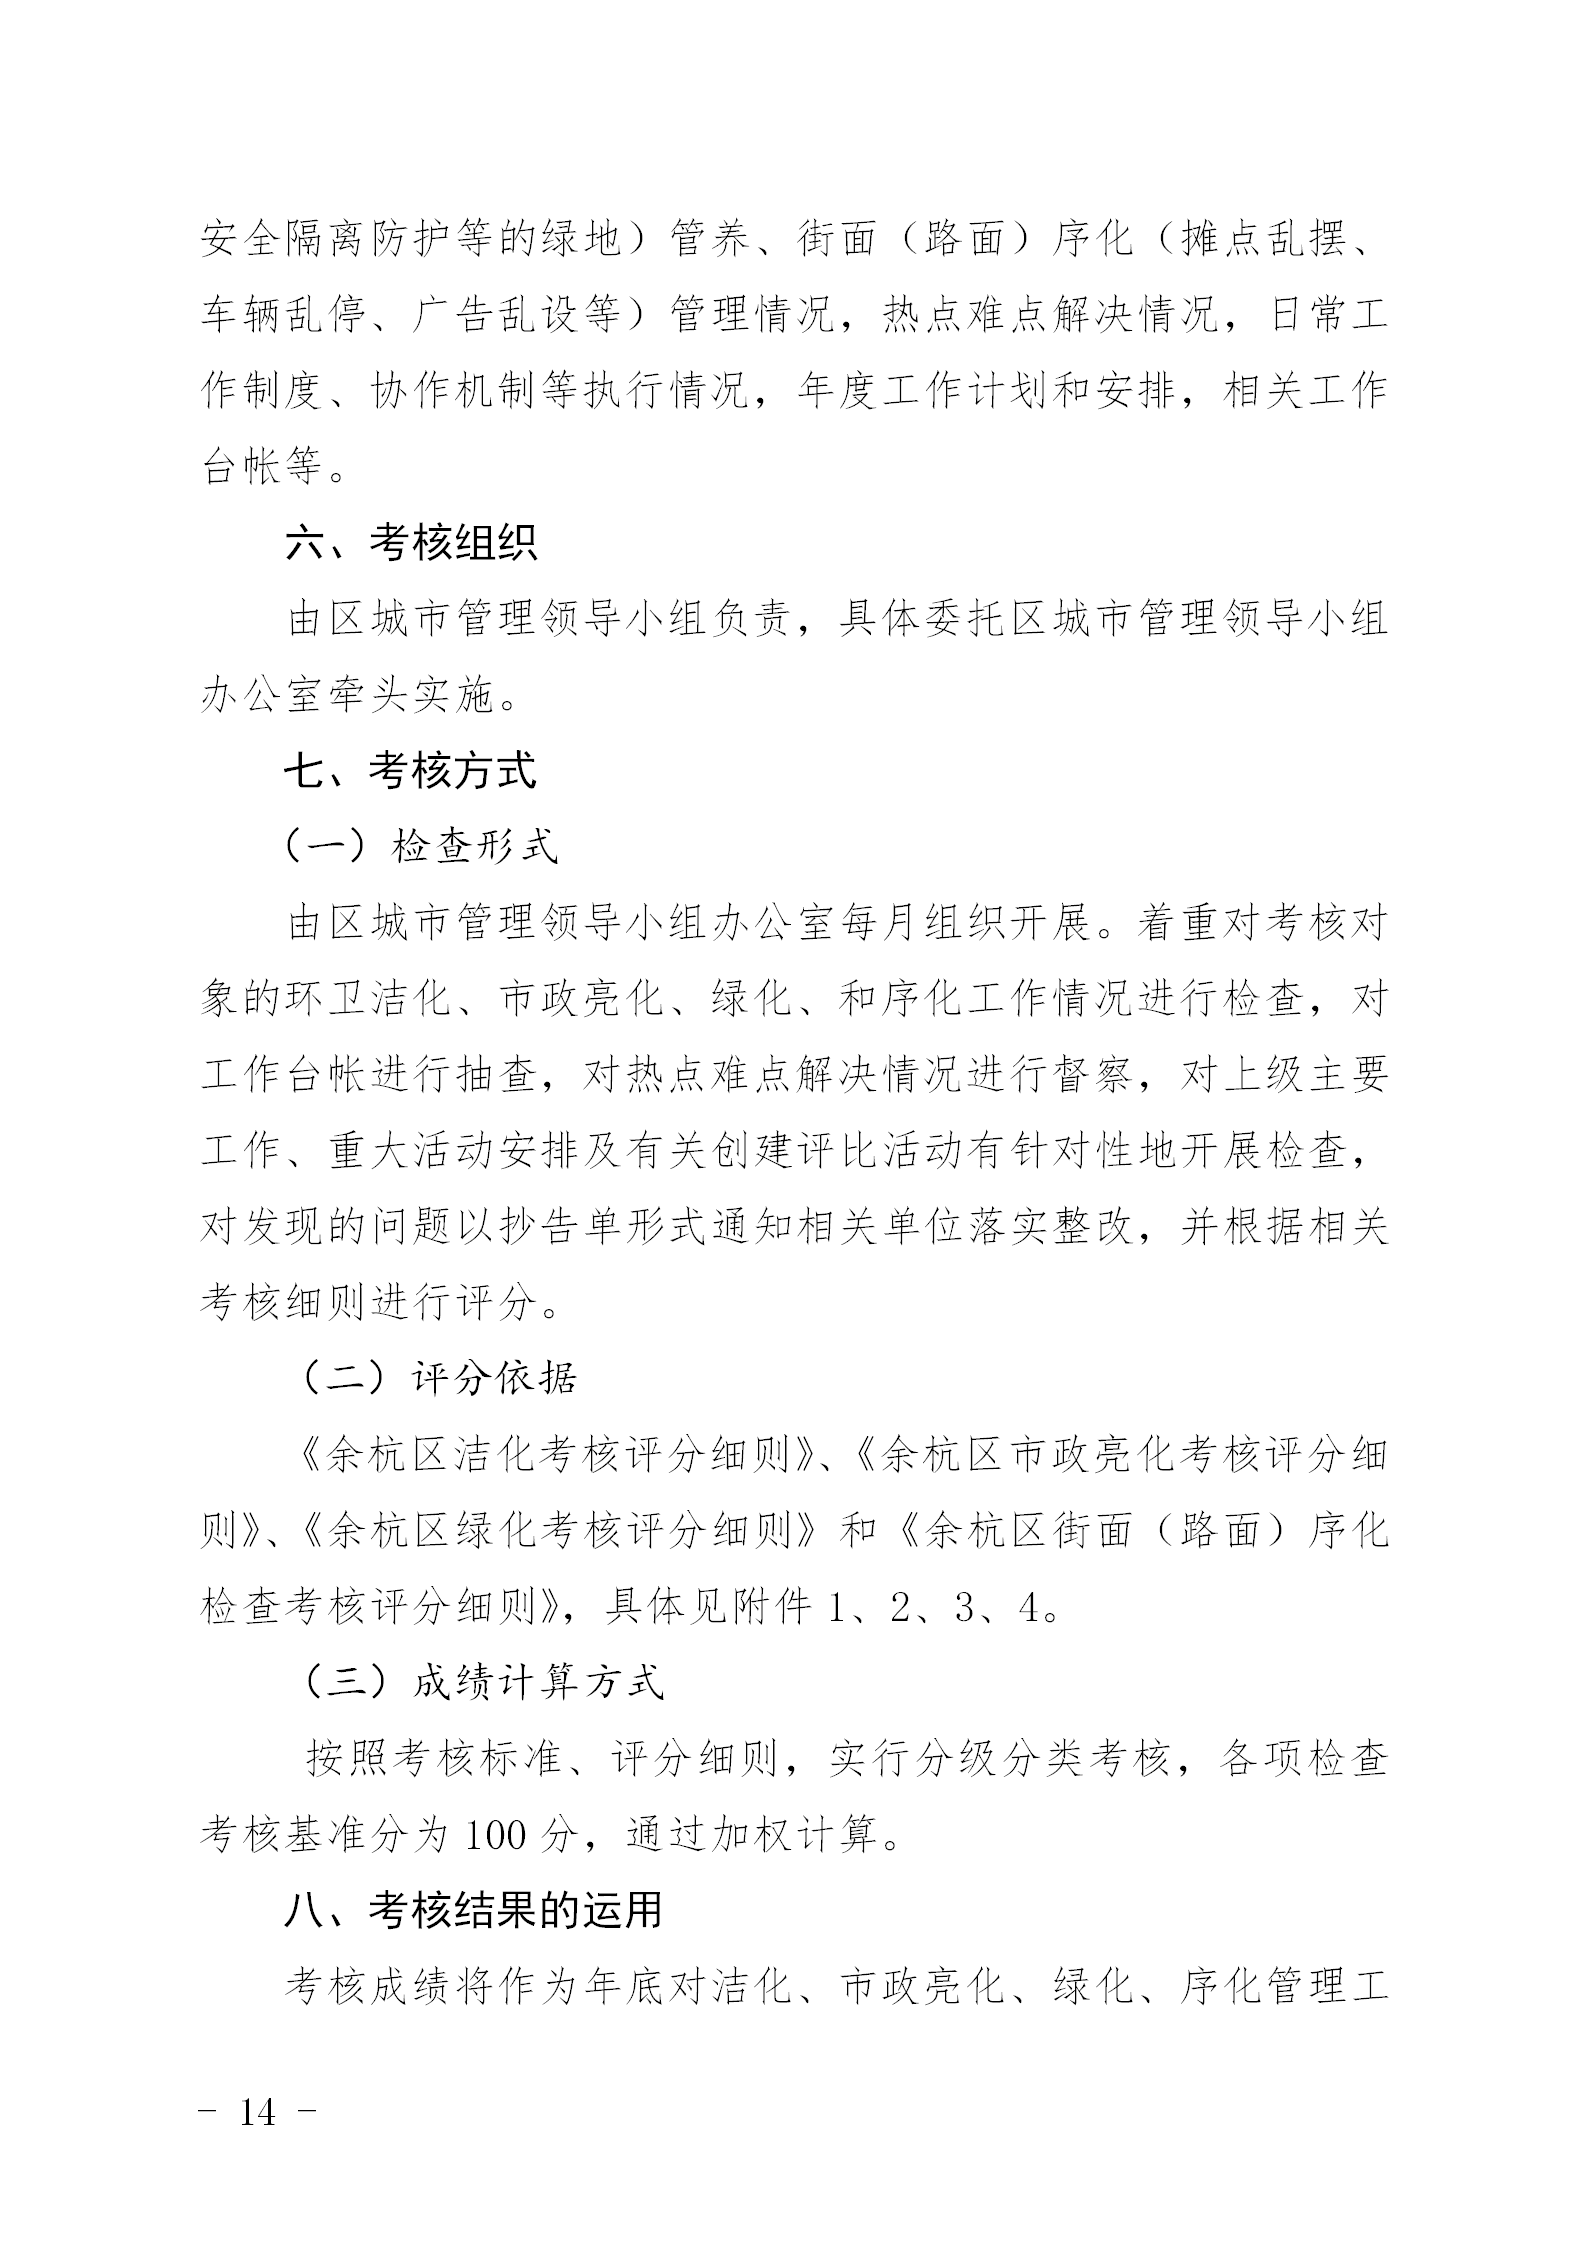 安全隔离防护等的绿地）管养、街面（路面）序化（摊点乱摆、
车辆乱停、广告乱设等）管理情况，热点难点解决情况，日常工
作制度、协作机制等执行情况，年度工作计划和安排，相关工作
台帐等。
六、考核组织
由区城市管理领导小组负责，具体委托区城市管理领导小组
办公室牵头实施。
七、考核方式
（一）检查形式
由区城市管理领导小组办公室每月组织开展。着重对考核对
象的环卫洁化、市政亮化、绿化、和序化工作情况进行检查，对
工作台帐进行抽查，对热点难点解决情况进行督察，对上级主要
工作、重大活动安排及有关创建评比活动有针对性地开展检查，
对发现的问题以抄告单形式通知相关单位落实整改，并根据相关
考核细则进行评分。
（二）评分依据
《余杭区洁化考核评分细则》、《余杭区市政亮化考核评分细
则》、《余杭区绿化考核评分细则》和《余杭区街面（路面）序化
检查考核评分细则》，具体见附件 1、2、3、4。
（三）成绩计算方式
按照考核标准、评分细则，实行分级分类考核，各项检查
考核基准分为 100 分，通过加权计算。
八、考核结果的运用
考核成绩将作为年底对洁化、市政亮化、绿化、序化管理工
- 14 -